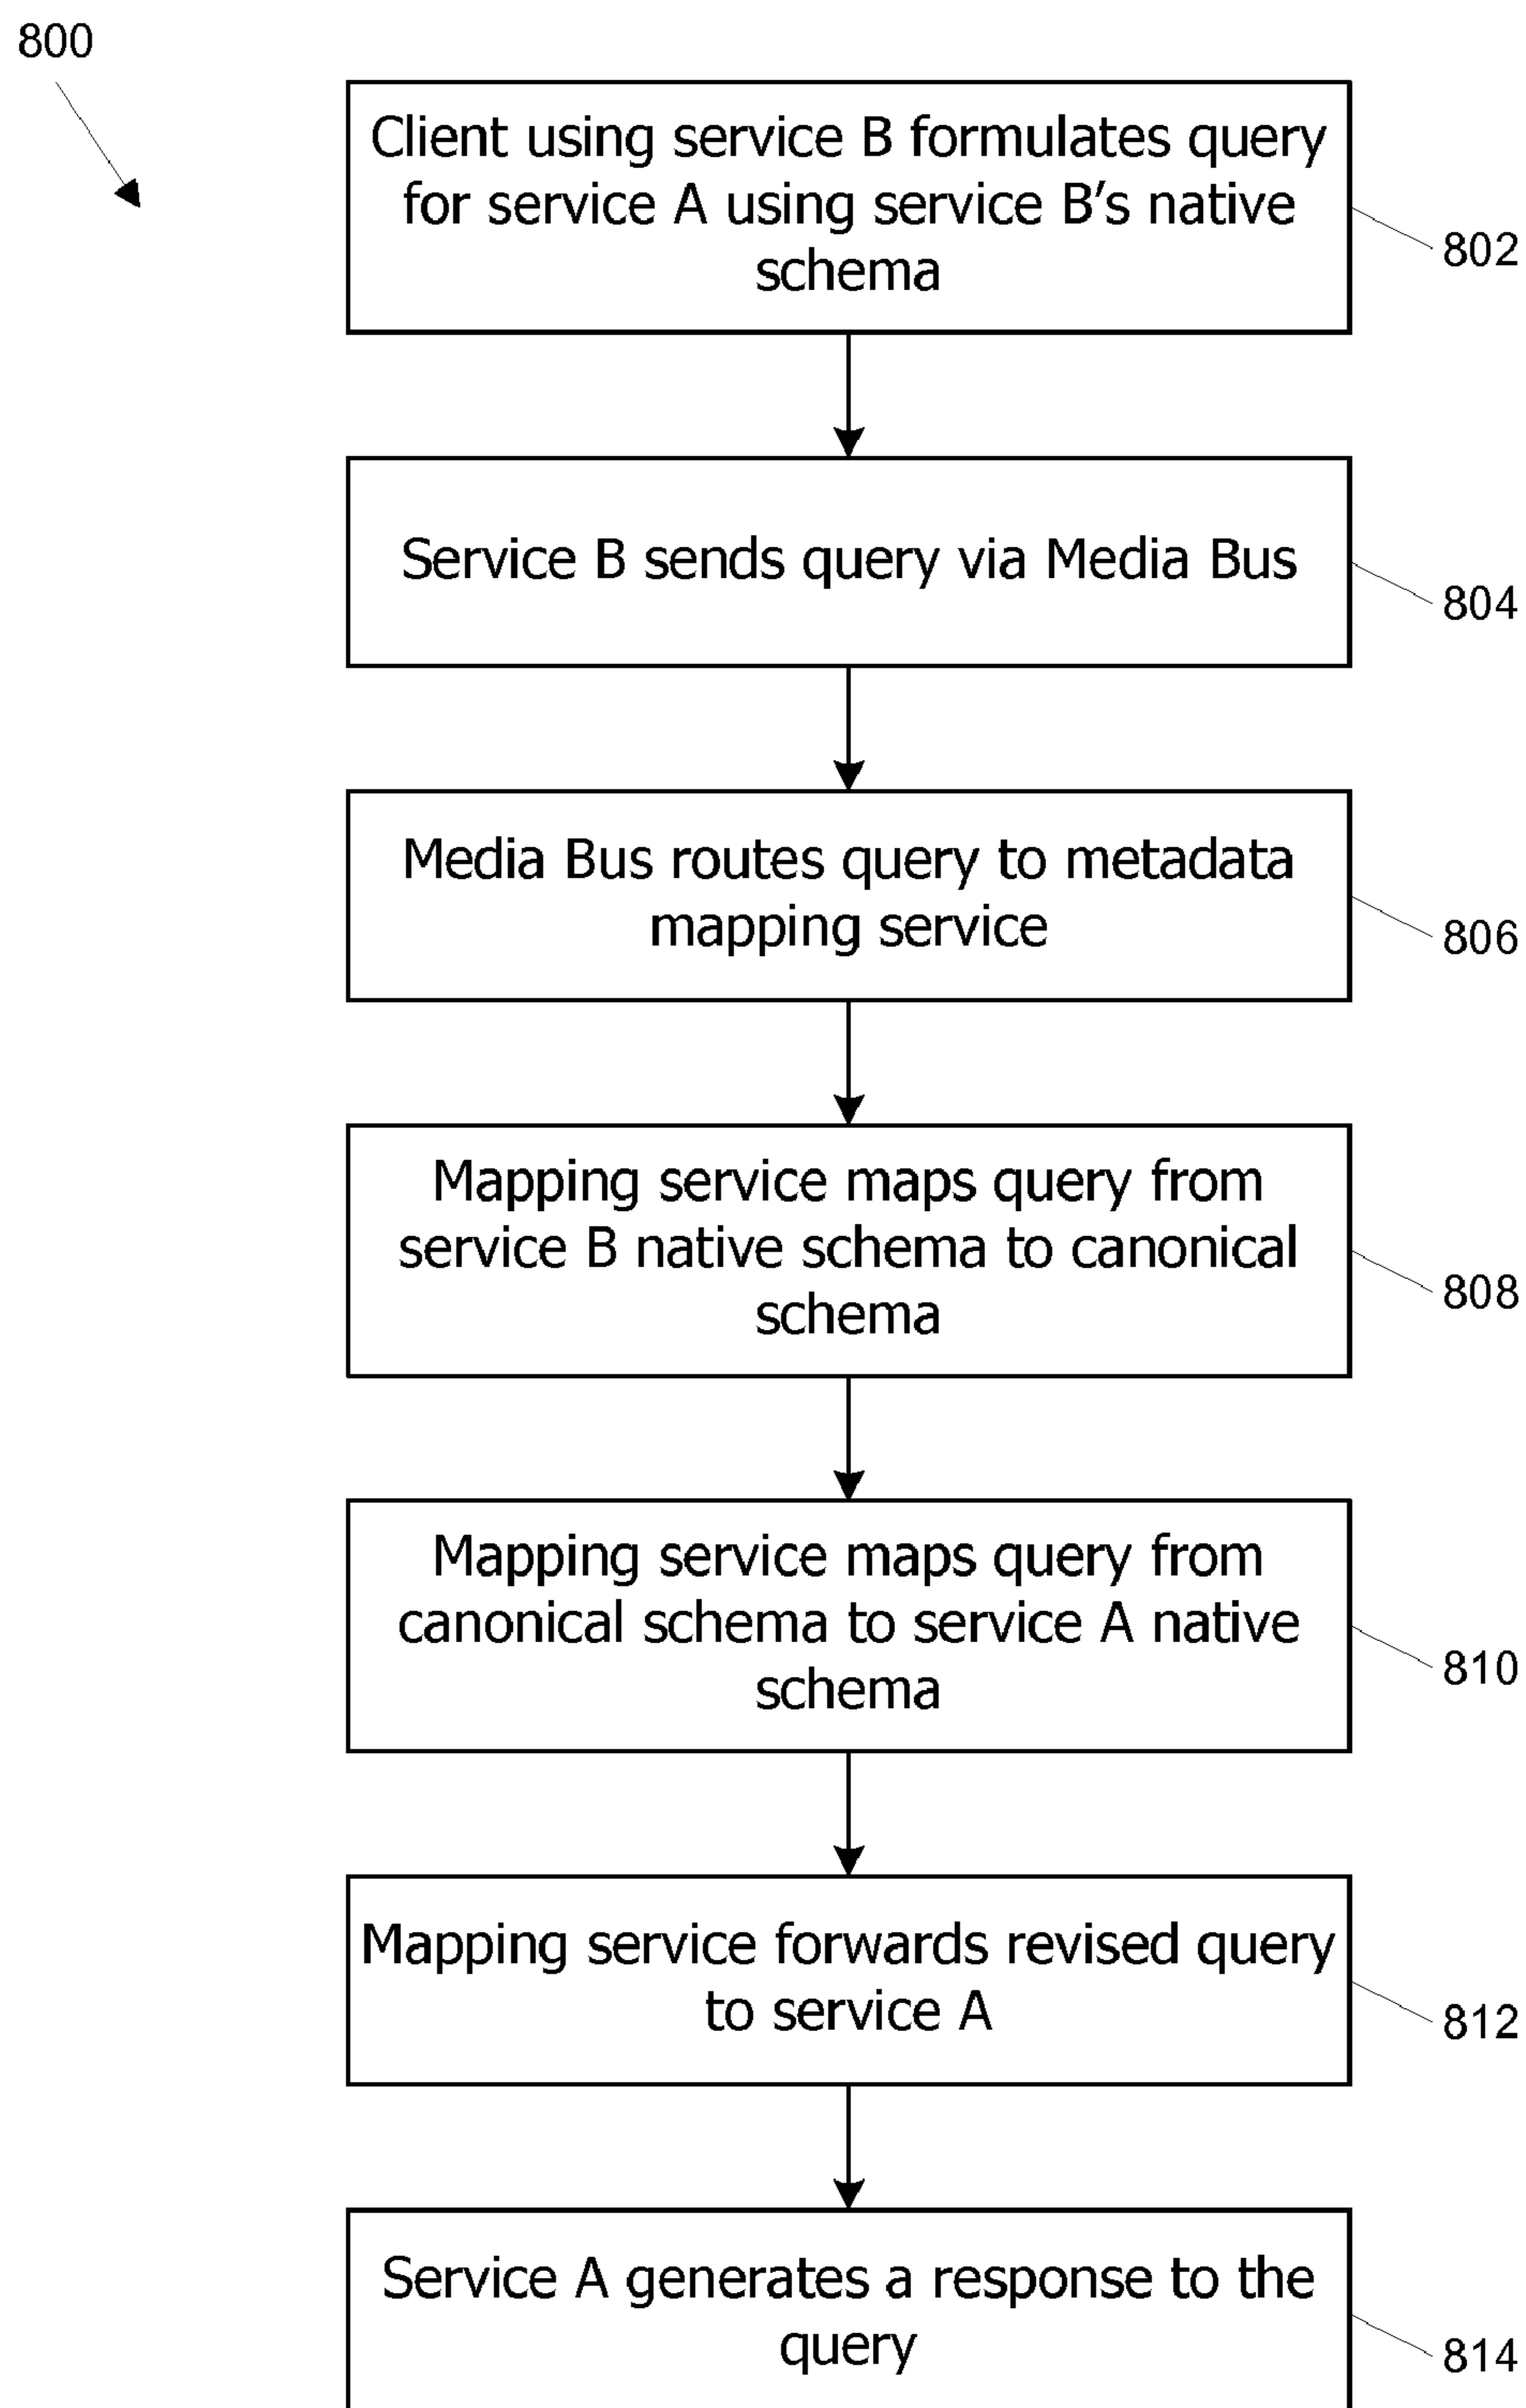 800
Client using service B formulates query
for service A using service B's native
schema
802
Service B sends query via Media Bus
804
Media Bus routes query to metadata
mapping service
806
Mapping service maps query from
service B native schema to canonical
schema
808
Mapping service maps query from
canonical schema to service A native
schema
810
Mapping service forwards revised query
to service A
812
Service A generates a response to the
query
814